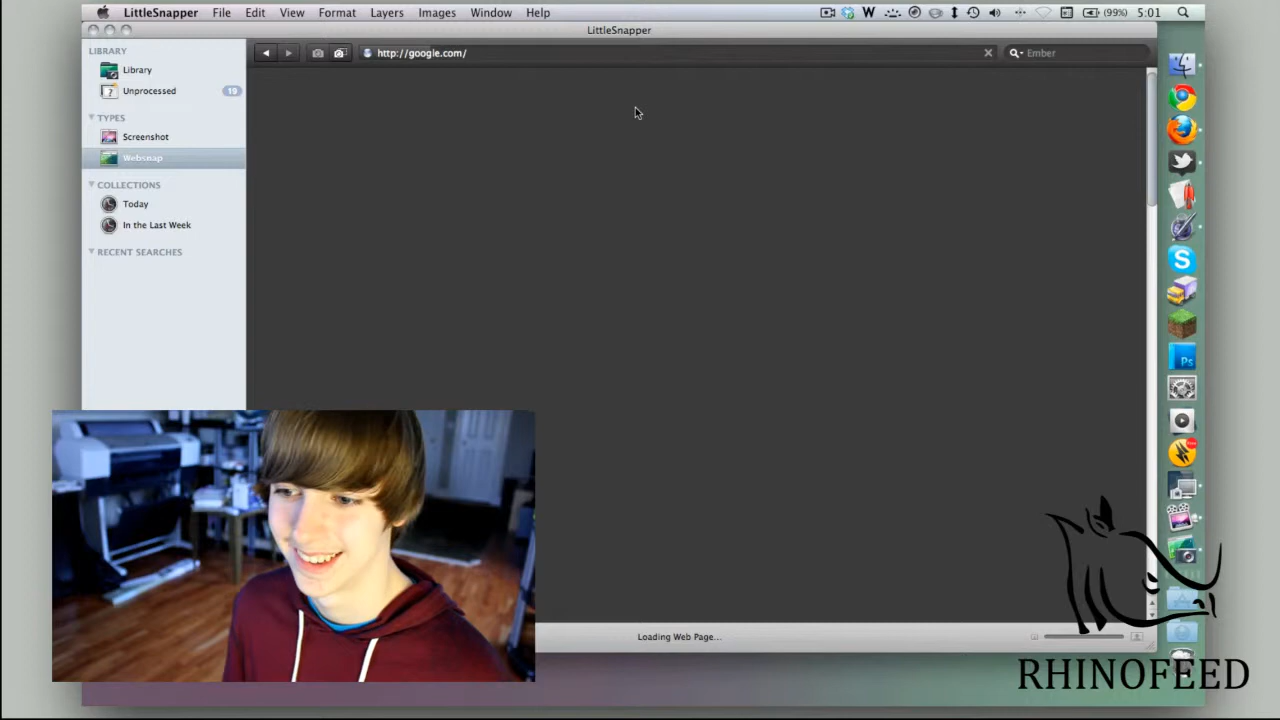 LittleSnapper File Edit View Format Layers Images Window Help W (99%) 5:01
LittleSnapper
LIBRARY
http://google.com/
Ember
Library
Unprocessed 19
TYPES
Screenshot
Websnap
COLLECTIONS
Today
In the Last Week
RECENT SEARCHES
S
Ps
Loading Web Page...
RHINOFEED